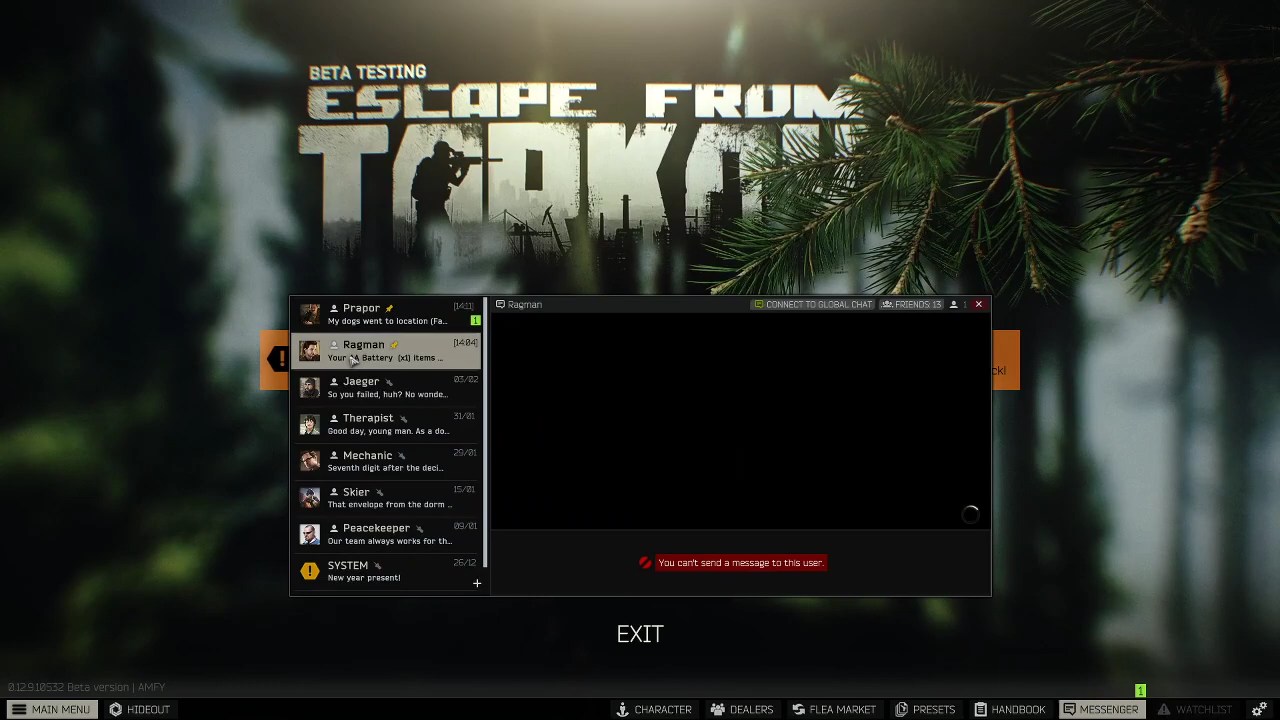 BETA TESTING
ESCAPE FROM
TARKOV
Prapor
[14:11]
My dogs went to location (Fa...
1
Ragman
[14:04]
Battery (x1) items ...
Jaeger
03/02
So you failed, huh? No wonde...
Therapist
31/01
Good day, young man. As a do...
Mechanic
29/01
Seventh digit after the deci...
Skier
15/01
That envelope from the dorm ...
Peacekeeper
09/01
Our team always works for th...
SYSTEM
26/12
New year present!
+
Ragman
CONNECT TO GLOBAL CHAT
FRIENDS: 13
1
You can't send a message to this user.
ck!
EXIT
0.12.9.10532 Beta version | AMFY
1
MAIN MENU
HIDEOUT
CHARACTER
DEALERS
FLEA MARKET
PRESETS
HANDBOOK
MESSENGER
WATCHLIST